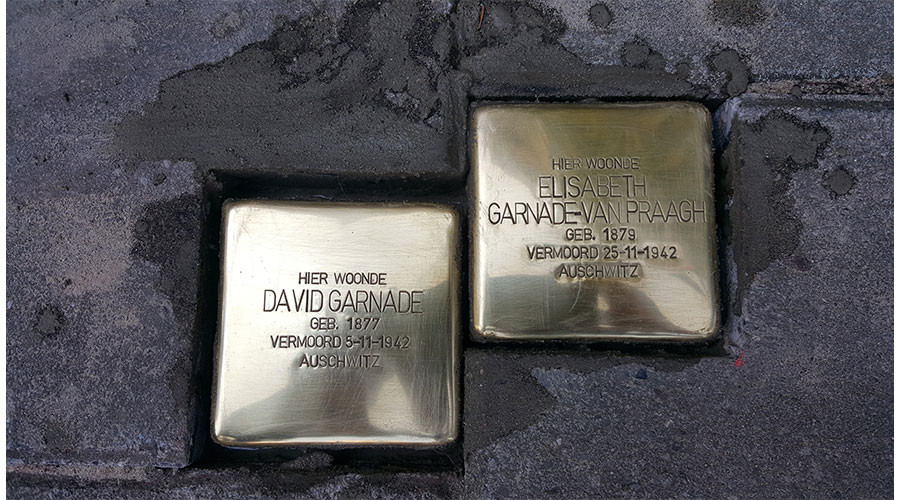 HIER WOONDE
DAVID GARNADE
GEB. 1877
VERMOORD 5-11-1942
AUSCHWITZ
HIER WOONDE
ELISABETH
GARNADE-VAN PRAAGH
GEB. 1879
VERMOORD 25-11-1942
AUSCHWITZ